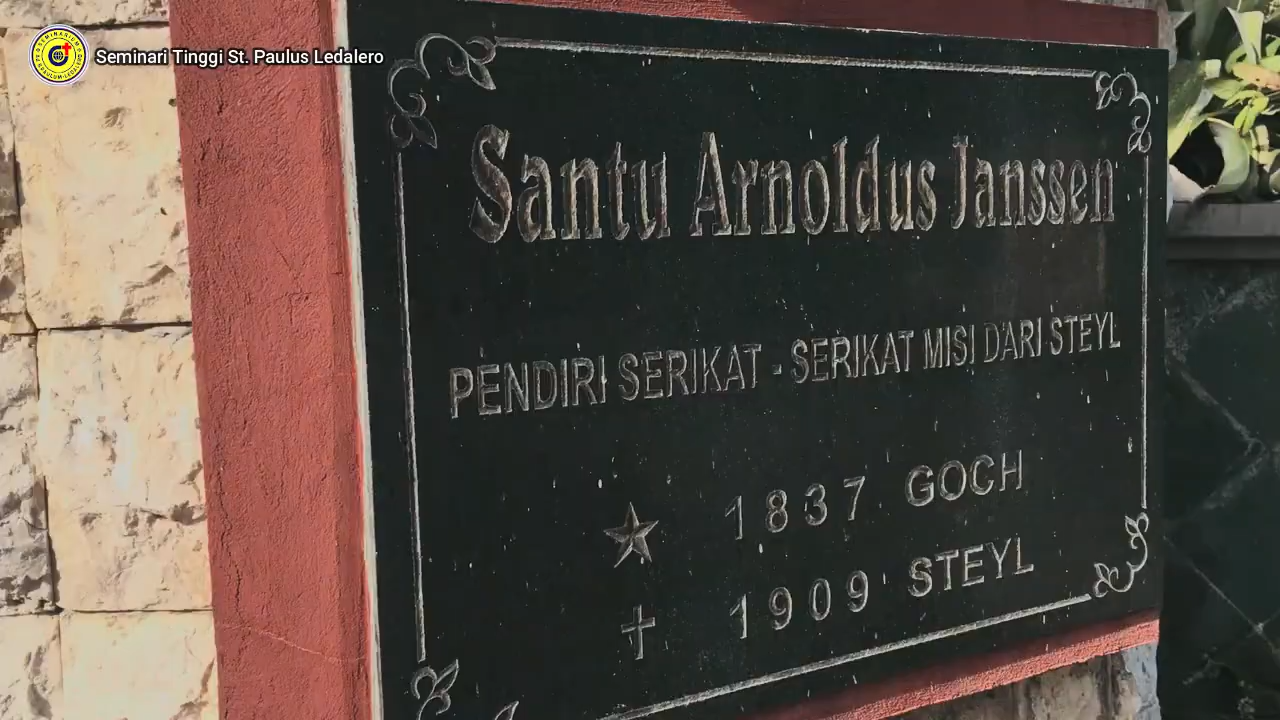 Seminari Tinggi St. Paulus Ledalero
Santu Arnoldus Janssen
PENDIRI SERIKAT - SERIKAT MISI DARI STEYL
1837 GOCH
1909 STEYL